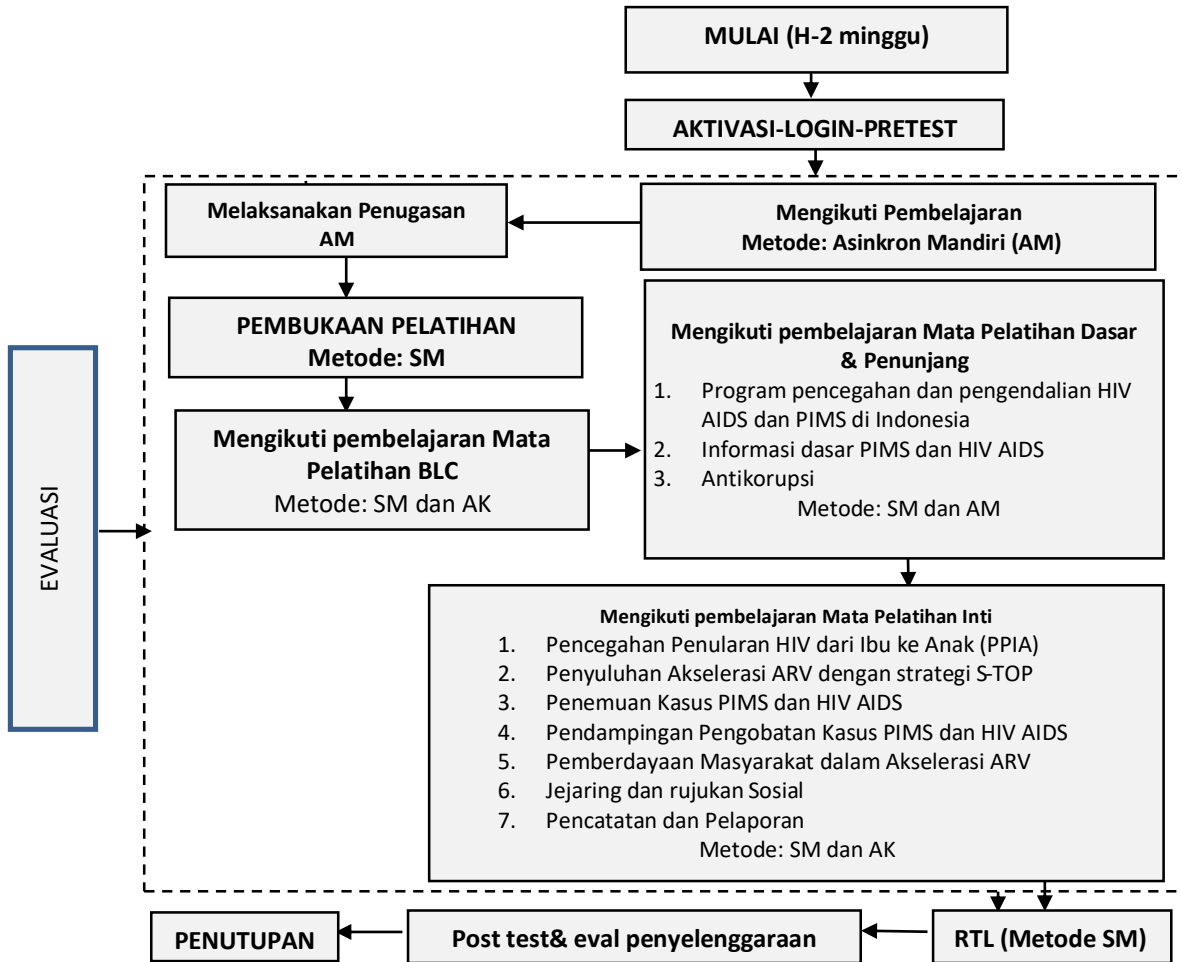 MULAI (H-2 minggu)
AKTIVASI-LOGIN-PRETEST
Mengikuti Pembelajaran
Metode: Asinkron Mandiri (AM)
Melaksanakan Penugasan
AM
PEMBUKAAN PELATIHAN
Metode: SM
Mengikuti pembelajaran Mata
Pelatihan BLC
Metode: SM dan AK
Mengikuti pembelajaran Mata Pelatihan Dasar
& Penunjang
1. Program pencegahan dan pengendalian HIV
AIDS dan PIMS di Indonesia
2. Informasi dasar PIMS dan HIV AIDS
3. Antikorupsi
Metode: SM dan AM
EVALUASI
Mengikuti pembelajaran Mata Pelatihan Inti
1. Pencegahan Penularan HIV dari Ibu ke Anak (PPIA)
2. Penyuluhan Akselerasi ARV dengan strategi S-TOP
3. Penemuan Kasus PIMS dan HIV AIDS
4. Pendampingan Pengobatan Kasus PIMS dan HIV AIDS
5. Pemberdayaan Masyarakat dalam Akselerasi ARV
6. Jejaring dan rujukan Sosial
7. Pencatatan dan Pelaporan
Metode: SM dan AK
RTL (Metode SM)
Post test& eval penyelenggaraan
PENUTUPAN